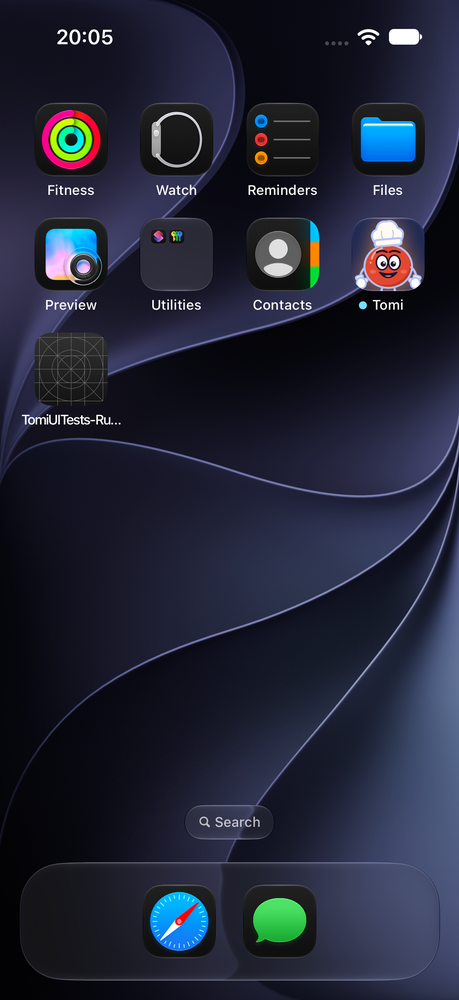 20:05
Fitness
Watch
Reminders
Files
Preview
Utilities
Contacts
Tomi
TomiUITests-Ru...
Search